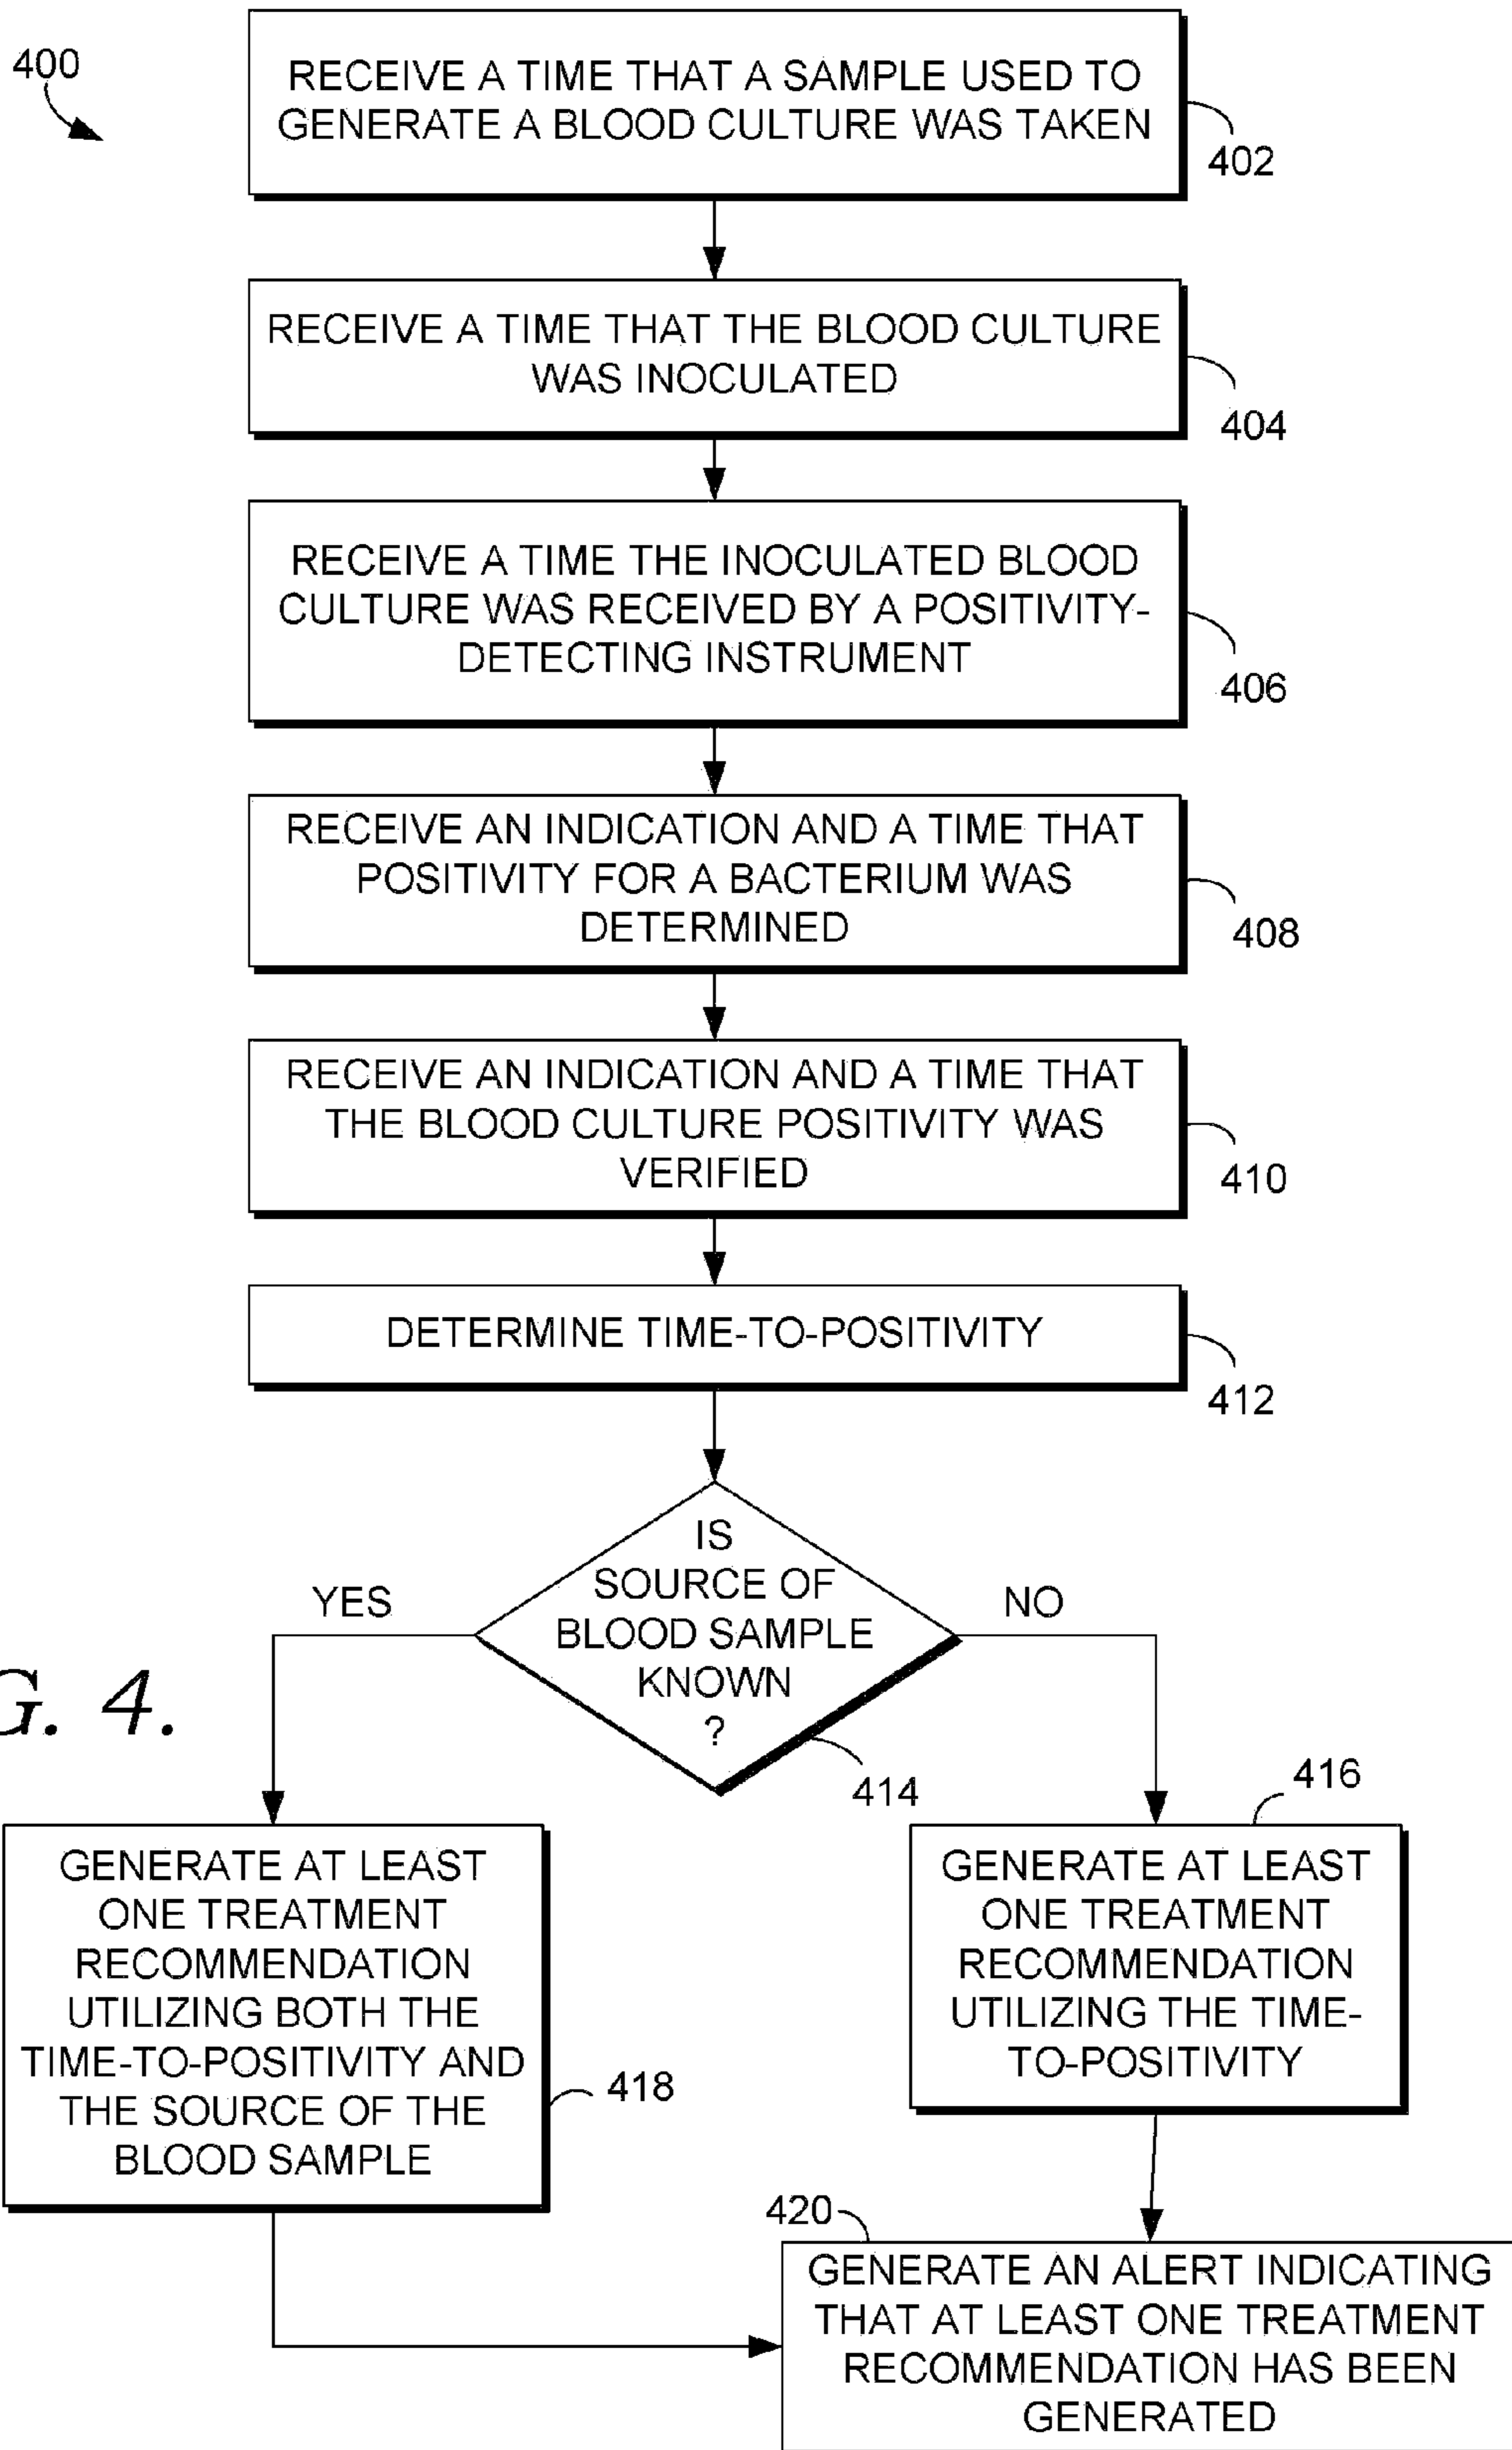 400
RECEIVE A TIME THAT A SAMPLE USED TO
GENERATE A BLOOD CULTURE WAS TAKEN
402
RECEIVE A TIME THAT THE BLOOD CULTURE
WAS INOCULATED
404
RECEIVE A TIME THE INOCULATED BLOOD
CULTURE WAS RECEIVED BY A POSITIVITY-
DETECTING INSTRUMENT
406
RECEIVE AN INDICATION AND A TIME THAT
POSITIVITY FOR A BACTERIUM WAS
DETERMINED
408
RECEIVE AN INDICATION AND A TIME THAT
THE BLOOD CULTURE POSITIVITY WAS
VERIFIED
410
DETERMINE TIME-TO-POSITIVITY
412
IS
SOURCE OF
BLOOD SAMPLE
KNOWN
?
414
YES
NO
G. 4.
GENERATE AT LEAST
ONE TREATMENT
RECOMMENDATION
UTILIZING BOTH THE
TIME-TO-POSITIVITY AND
THE SOURCE OF THE
BLOOD SAMPLE
418
416
GENERATE AT LEAST
ONE TREATMENT
RECOMMENDATION
UTILIZING THE TIME-
TO-POSITIVITY
420
GENERATE AN ALERT INDICATING
THAT AT LEAST ONE TREATMENT
RECOMMENDATION HAS BEEN
GENERATED